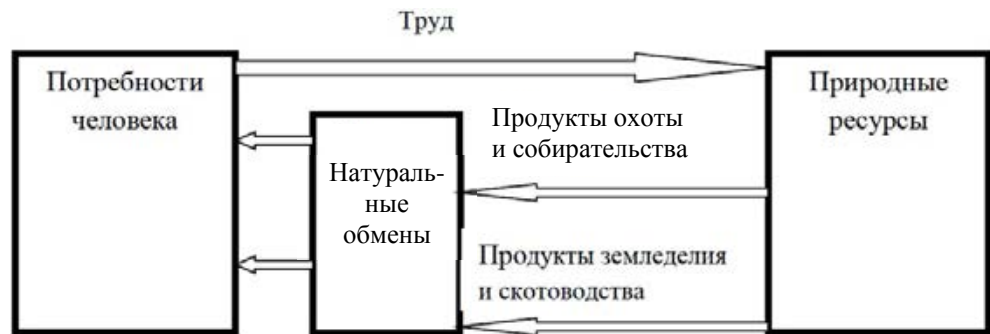 Труд
Потребности
человека
Природные
ресурсы
Продукты охоты
и собирательства
Натураль-
ные
обмены
Продукты земледелия
и скотоводства